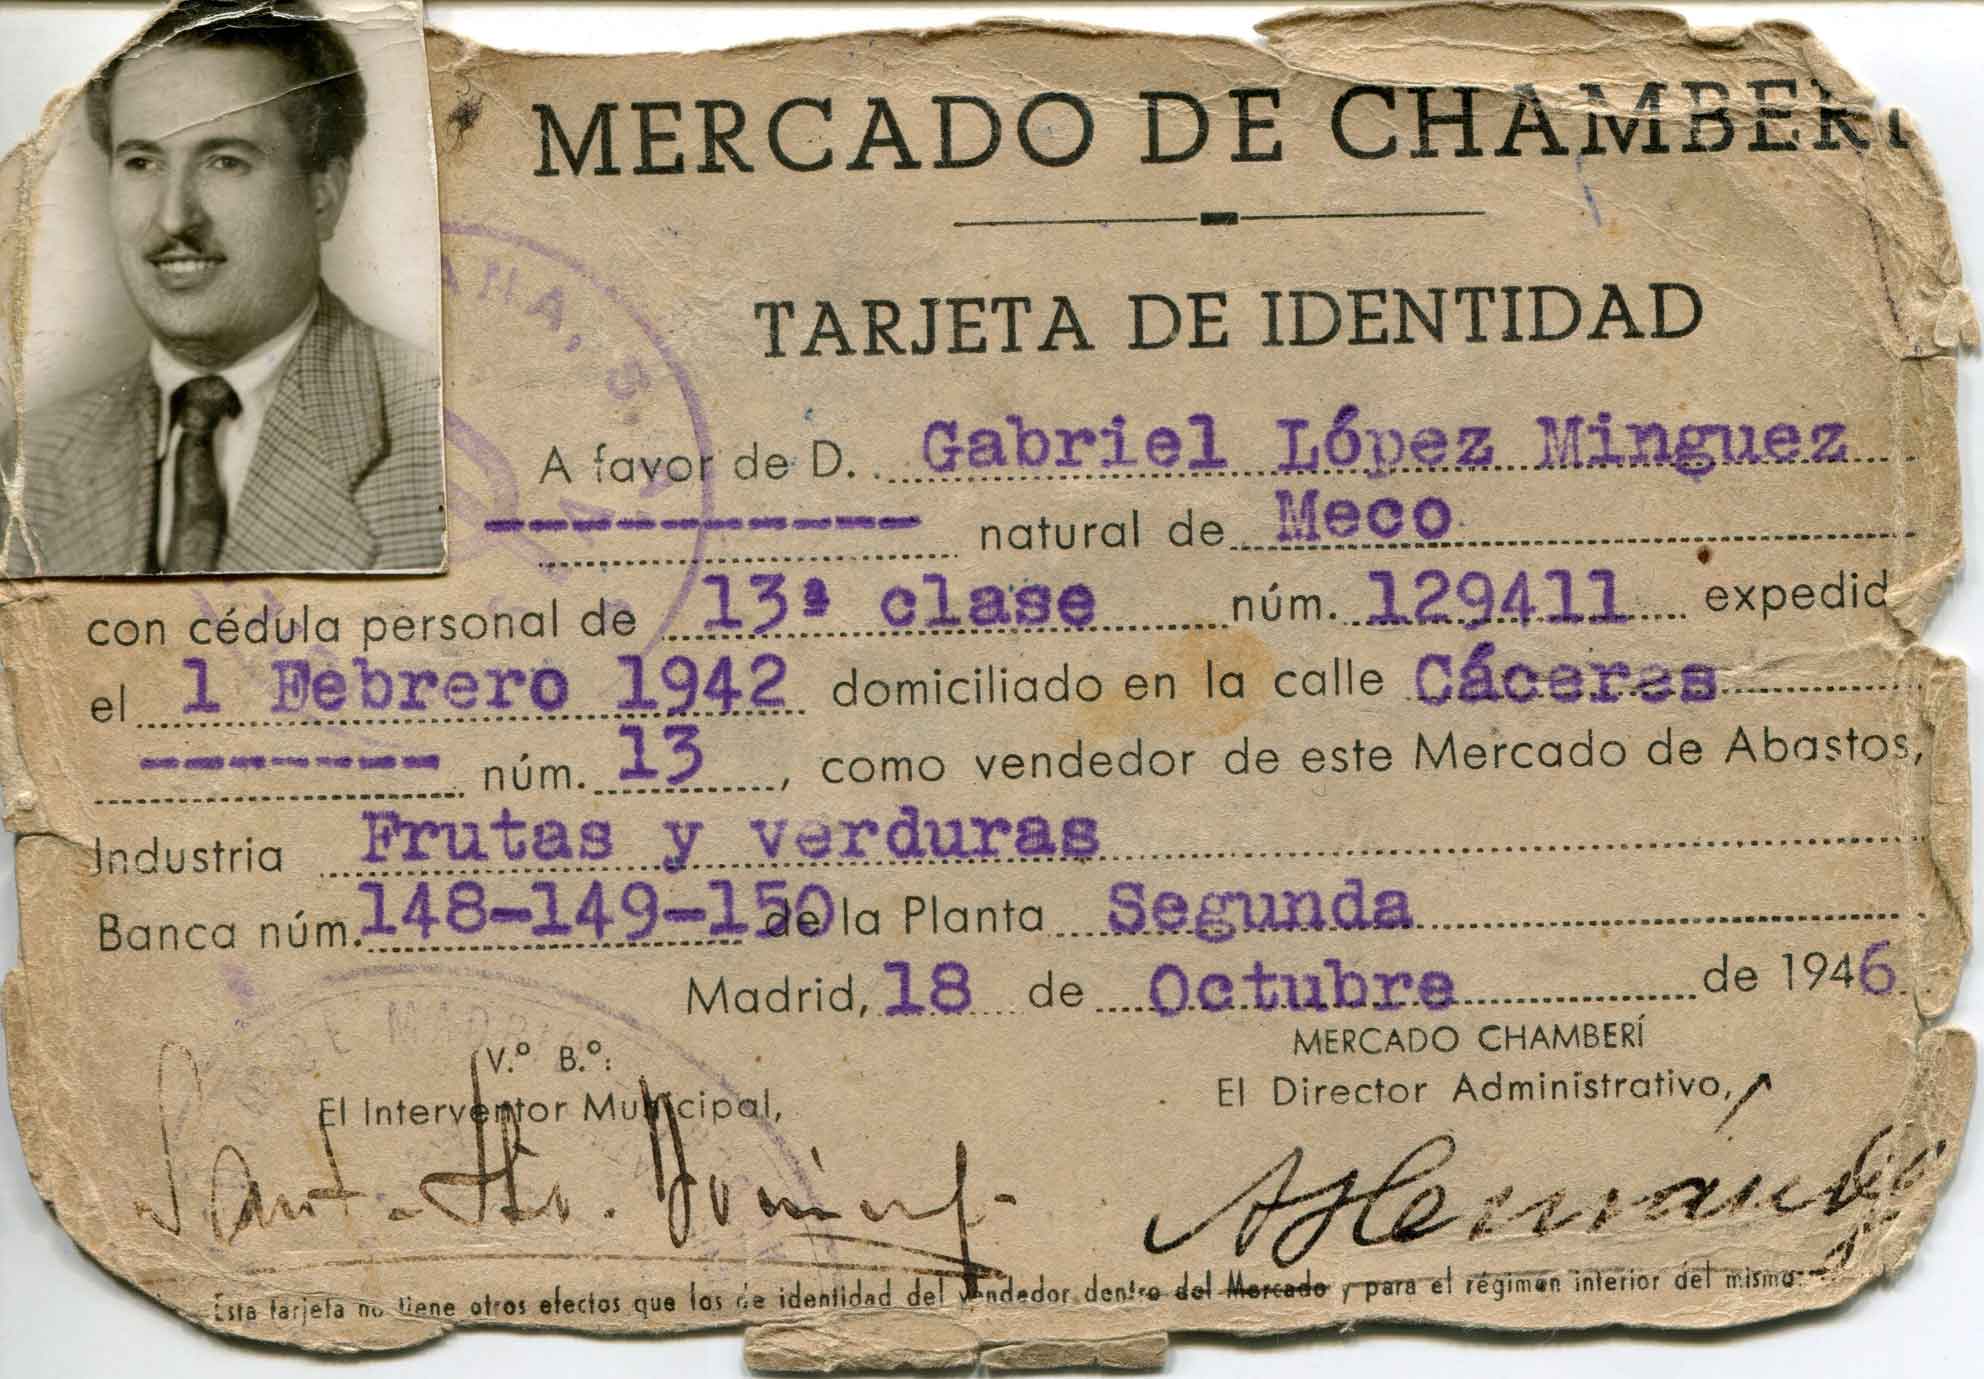 MERCADO DE CHAMBERÍ
TARJETA DE IDENTIDAD
A favor de D. Gabriel López Minguez
natural de Meco
con cédula personal de 13ª clase núm. 129411 expedid
el 1 Febrero 1942 domiciliado en la calle Cáceres
núm. 13, como vendedor de este Mercado de Abastos,
Industria Frutas y verduras
Banca núm. 148-149-150 de la Planta Segunda
Madrid, 18 de Octubre de 1946
V.º B.º:
El Interventor Municipal,
MERCADO CHAMBERÍ
El Director Administrativo,
Esta tarjeta no tiene otros efectos que los de identidad del vendedor dentro del Mercado y para el régimen interior del mismo.